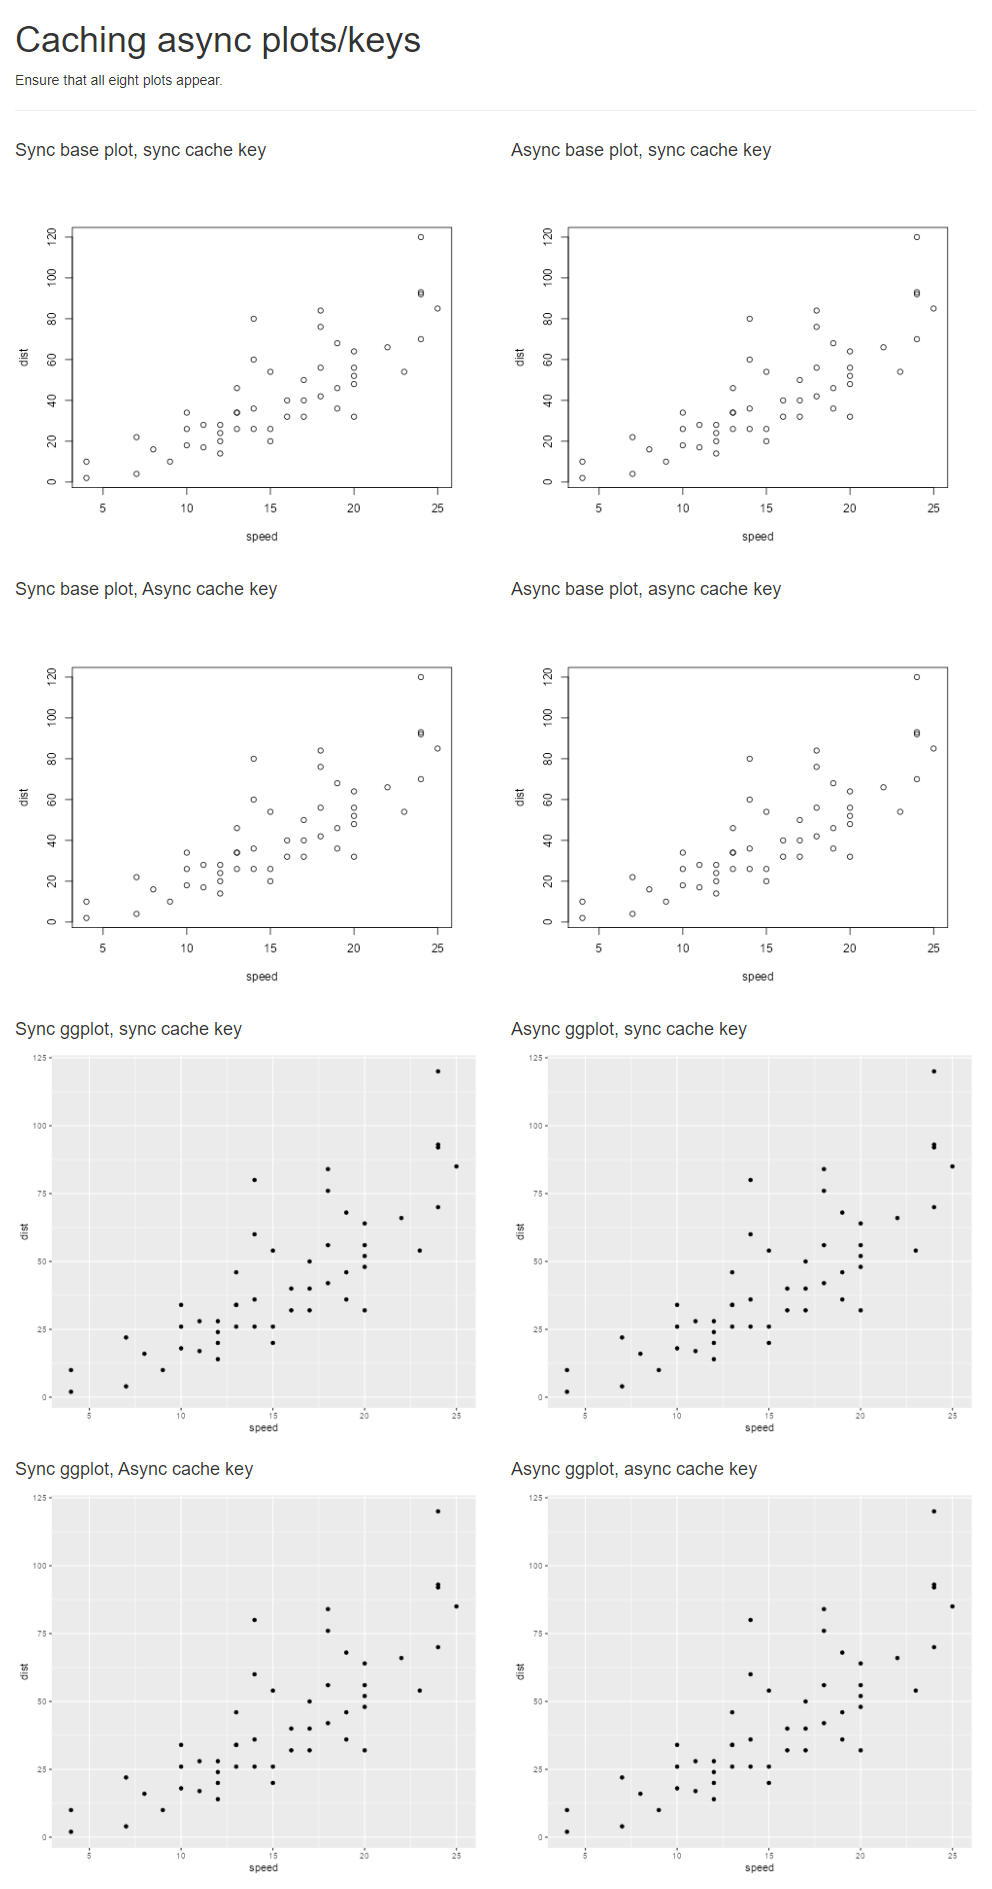 Caching async plots/keys
Ensure that all eight plots appear.
Sync base plot, sync cache key
Async base plot, sync cache key
120
100
80
60
40
20
0
dist
5 10 15 20 25
speed
120
100
80
60
40
20
0
dist
5 10 15 20 25
speed
Sync base plot, Async cache key
Async base plot, async cache key
120
100
80
60
40
20
0
dist
5 10 15 20 25
speed
120
100
80
60
40
20
0
dist
5 10 15 20 25
speed
Sync ggplot, sync cache key
Async ggplot, sync cache key
125
100
75
50
25
0
dist
5 10 15 20 25
speed
125
100
75
50
25
0
dist
5 10 15 20 25
speed
Sync ggplot, Async cache key
Async ggplot, async cache key
125
100
75
50
25
0
dist
5 10 15 20 25
speed
125
100
75
50
25
0
dist
5 10 15 20 25
speed